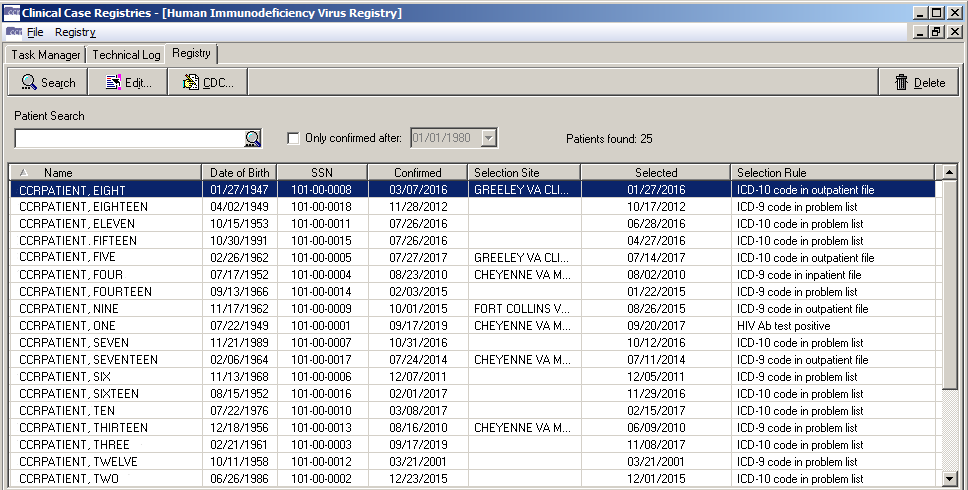 Clinical Case Registries - [Human Immunodeficiency Virus Registry]
File Registry
Task Manager Technical Log Registry
Search Edit... CDC... Delete
Patient Search
Only confirmed after: 01/01/1980 Patients found: 25
Name Date of Birth SSN Confirmed Selection Site Selected Selection Rule
CCRPATIENT, EIGHT 01/27/1947 101-00-0008 03/07/2016 GREELEY VA CLI... 01/27/2016 ICD-10 code in outpatient file
CCRPATIENT, EIGHTEEN 04/02/1949 101-00-0018 11/28/2012 10/17/2012 ICD-9 code in problem list
CCRPATIENT, ELEVEN 10/15/1953 101-00-0011 07/26/2016 06/28/2016 ICD-10 code in problem list
CCRPATIENT. FIFTEEN 10/30/1991 101-00-0015 07/26/2016 04/27/2016 ICD-10 code in problem list
CCRPATIENT, FIVE 02/26/1962 101-00-0005 07/27/2017 GREELEY VA CLI... 07/14/2017 ICD-10 code in outpatient file
CCRPATIENT, FOUR 07/17/1952 101-00-0004 08/23/2010 CHEYENNE VA M... 08/02/2010 ICD-9 code in inpatient file
CCRPATIENT, FOURTEEN 09/13/1966 101-00-0014 02/03/2015 01/22/2015 ICD-9 code in problem list
CCRPATIENT, NINE 11/17/1962 101-00-0009 10/01/2015 FORT COLLINS V... 08/26/2015 ICD-9 code in outpatient file
CCRPATIENT, ONE 07/22/1949 101-00-0001 09/17/2019 CHEYENNE VA M... 09/20/2017 HIV Ab test positive
CCRPATIENT, SEVEN 11/21/1989 101-00-0007 10/31/2016 10/12/2016 ICD-10 code in problem list
CCRPATIENT, SEVENTEEN 02/06/1964 101-00-0017 07/24/2014 CHEYENNE VA M... 07/11/2014 ICD-9 code in outpatient file
CCRPATIENT, SIX 11/13/1968 101-00-0006 12/07/2011 12/05/2011 ICD-9 code in problem list
CCRPATIENT, SIXTEEN 08/15/1952 101-00-0016 02/01/2017 11/29/2016 ICD-10 code in problem list
CCRPATIENT, TEN 07/22/1976 101-00-0010 03/08/2017 02/15/2017 ICD-10 code in problem list
CCRPATIENT, THIRTEEN 12/18/1956 101-00-0013 08/16/2010 CHEYENNE VA M... 06/09/2010 ICD-9 code in problem list
CCRPATIENT, THREE 02/21/1961 101-00-0003 09/17/2019 11/08/2017 ICD-10 code in problem list
CCRPATIENT, TWELVE 10/11/1958 101-00-0012 03/21/2001 03/21/2001 ICD-9 code in problem list
CCRPATIENT, TWO 06/26/1986 101-00-0002 12/23/2015 12/01/2015 ICD-10 code in problem list